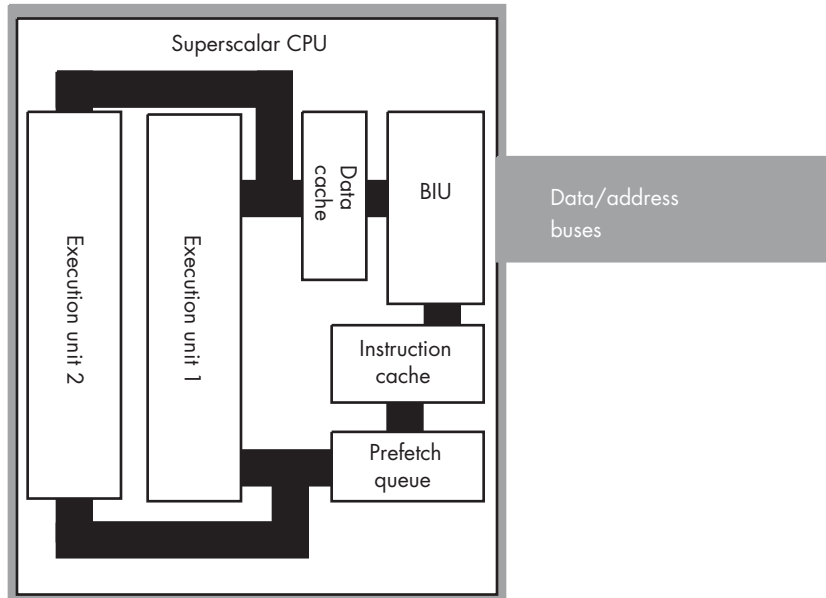 Superscalar CPU
Execution unit 2
Execution unit 1
Data
cache
BIU
Data/address
buses
Instruction
cache
Prefetch
queue